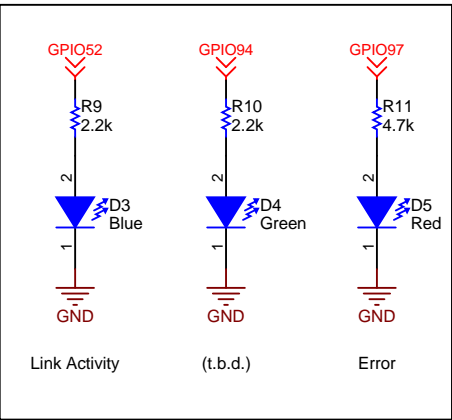 GPIO52
GPIO94
GPIO97
R9
2.2k
R10
2.2k
R11
4.7k
2
2
2
D3
Blue
D4
Green
D5
Red
1
1
1
GND
GND
GND
Link Activity
(t.b.d.)
Error